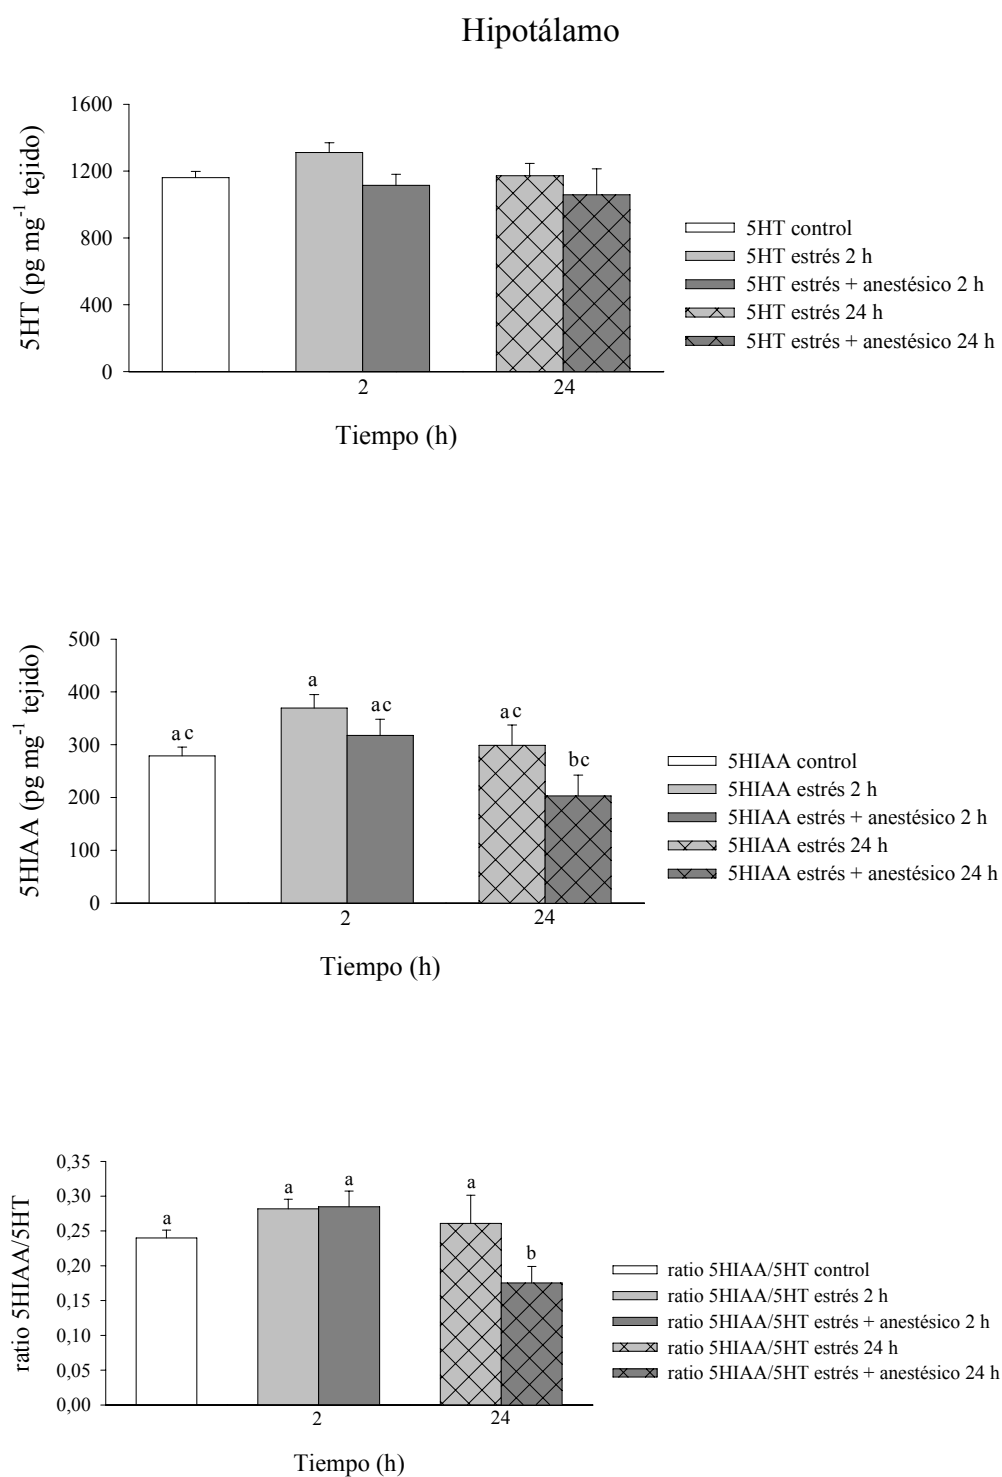 Hipotálamo
5HT (pg mg⁻¹ tejido)
1600
1200
800
400
0
2
24
Tiempo (h)
5HT control
5HT estrés 2 h
5HT estrés + anestésico 2 h
5HT estrés 24 h
5HT estrés + anestésico 24 h
5HIAA (pg mg⁻¹ tejido)
500
400
300
200
100
0
a c
a
a c
a c
b c
2
24
Tiempo (h)
5HIAA control
5HIAA estrés 2 h
5HIAA estrés + anestésico 2 h
5HIAA estrés 24 h
5HIAA estrés + anestésico 24 h
ratio 5HIAA/5HT
0,35
0,30
0,25
0,20
0,15
0,10
0,05
0,00
a
a
a
a
b
2
24
Tiempo (h)
ratio 5HIAA/5HT control
ratio 5HIAA/5HT estrés 2 h
ratio 5HIAA/5HT estrés + anestésico 2 h
ratio 5HIAA/5HT estrés 24 h
ratio 5HIAA/5HT estrés + anestésico 24 h